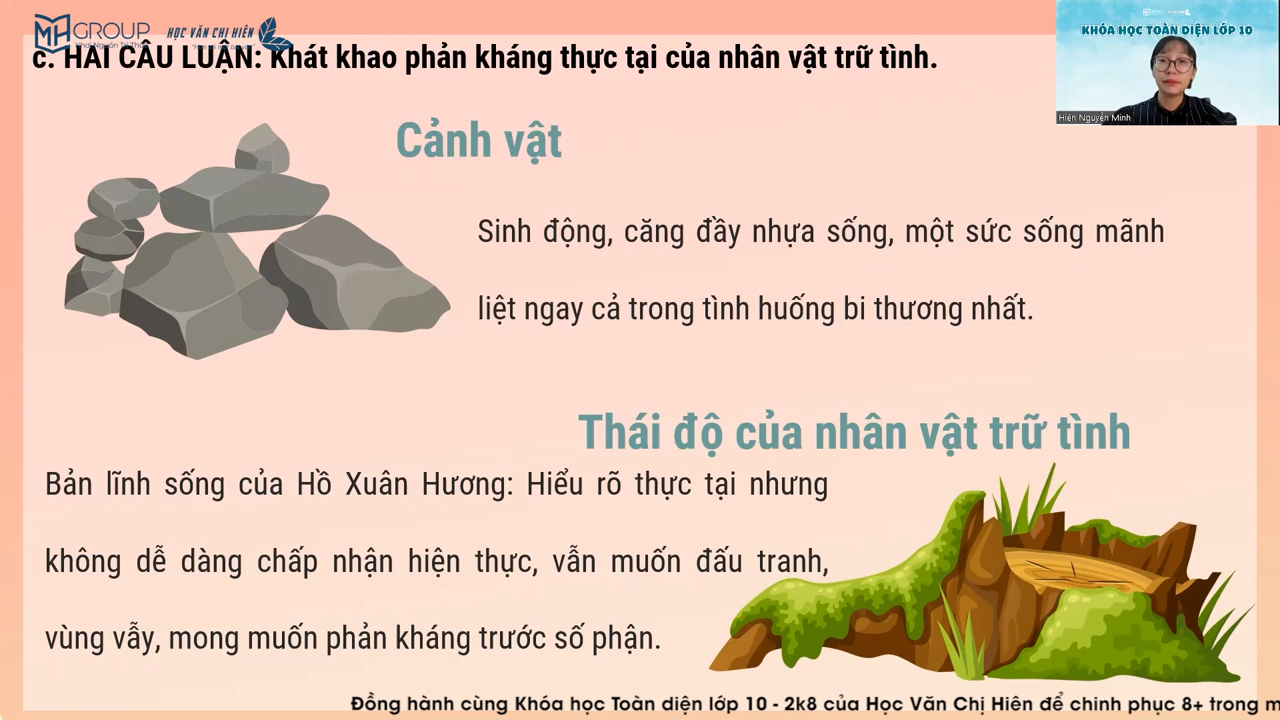 MH GROUP
HỌC VĂN CHỊ HIÊN
c. HAI CÂU LUẬN: Khát khao phản kháng thực tại của nhân vật trữ tình.
KHÓA HỌC TOÀN DIỆN LỚP 10
Hiên Nguyễn Minh
Cảnh vật
Sinh động, căng đầy nhựa sống, một sức sống mãnh
liệt ngay cả trong tình huống bi thương nhất.
Thái độ của nhân vật trữ tình
Bản lĩnh sống của Hồ Xuân Hương: Hiểu rõ thực tại nhưng
không dễ dàng chấp nhận hiện thực, vẫn muốn đấu tranh,
vùng vẫy, mong muốn phản kháng trước số phận.
Đồng hành cùng Khóa học Toàn diện lớp 10 - 2k8 của Học Văn Chị Hiên để chinh phục 8+ trong m